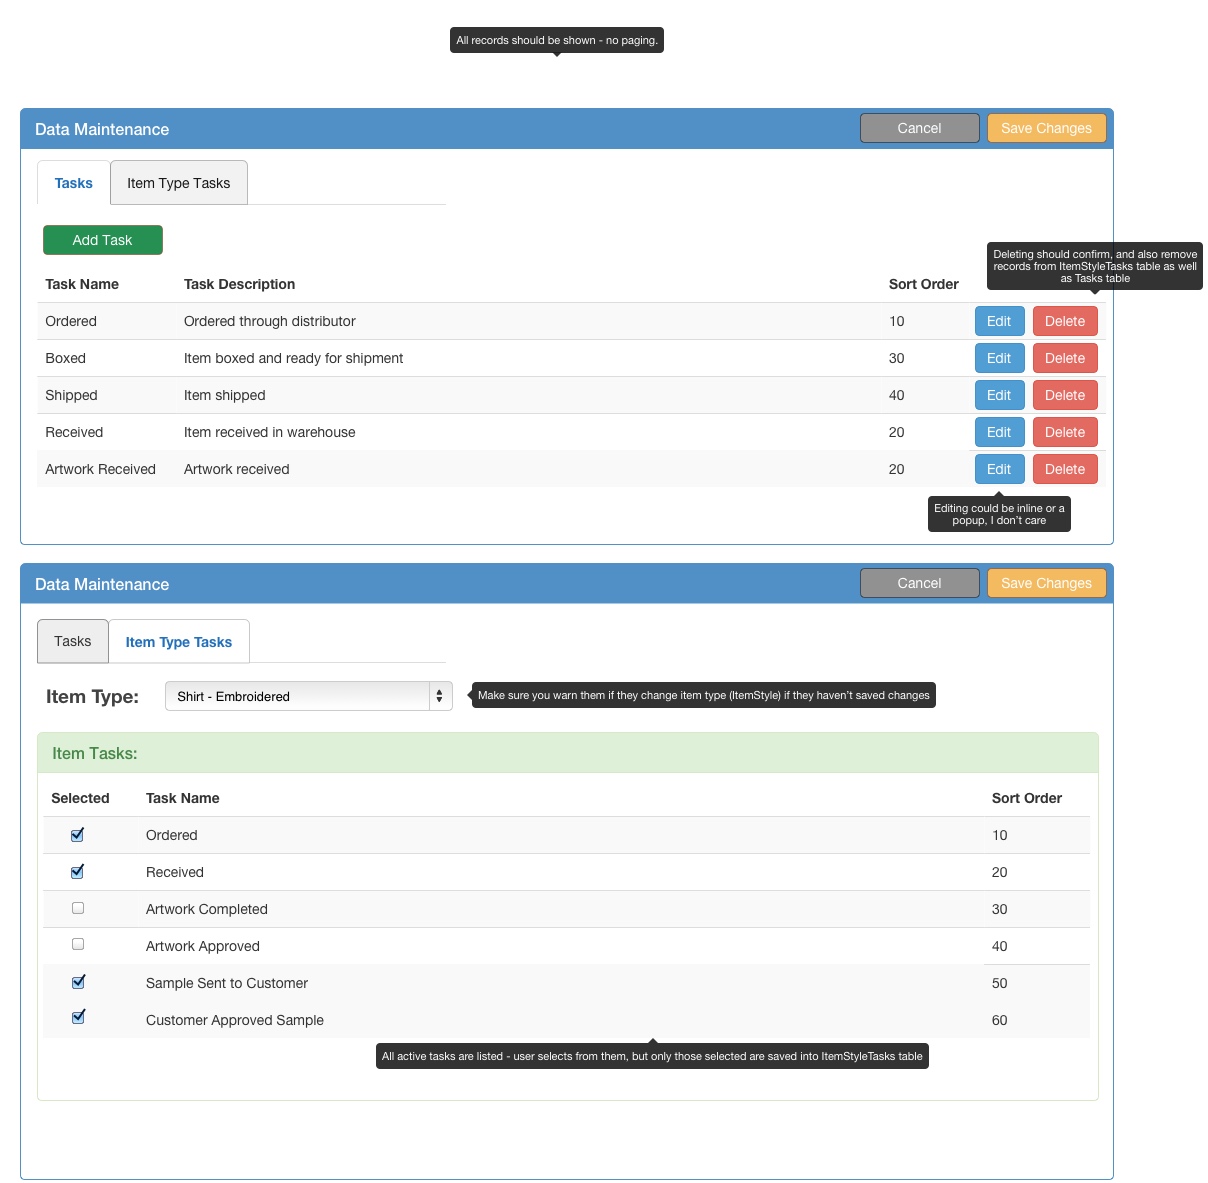 All records should be shown - no paging.
Data Maintenance Cancel Save Changes
Tasks Item Type Tasks
Add Task
Deleting should confirm, and also remove
records from ItemStyleTasks table as well
as Tasks table
Task Name Task Description Sort Order
Ordered Ordered through distributor 10 Edit Delete
Boxed Item boxed and ready for shipment 30 Edit Delete
Shipped Item shipped 40 Edit Delete
Received Item received in warehouse 20 Edit Delete
Artwork Received Artwork received 20 Edit Delete
Editing could be inline or a
popup, I don't care
Data Maintenance Cancel Save Changes
Tasks Item Type Tasks
Item Type: Shirt - Embroidered Make sure you warn them if they change item type (ItemStyle) if they haven't saved changes
Item Tasks:
Selected Task Name Sort Order
Ordered 10
Received 20
Artwork Completed 30
Artwork Approved 40
Sample Sent to Customer 50
Customer Approved Sample 60
All active tasks are listed - user selects from them, but only those selected are saved into ItemStyleTasks table